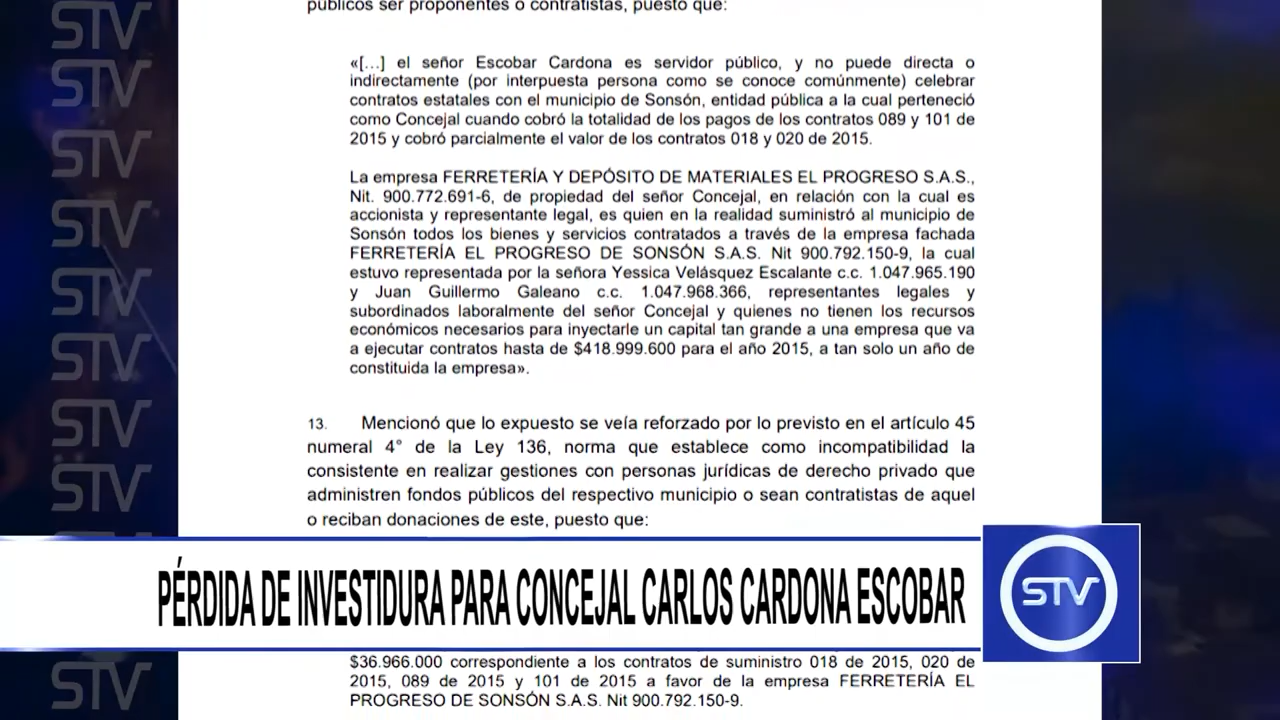 públicos ser proponentes o contratistas, puesto que:
«[...] el señor Escobar Cardona es servidor público, y no puede directa o
indirectamente (por interpuesta persona como se conoce comúnmente) celebrar
contratos estatales con el municipio de Sonsón, entidad pública a la cual perteneció
como Concejal cuando cobró la totalidad de los pagos de los contratos 089 y 101 de
2015 y cobró parcialmente el valor de los contratos 018 y 020 de 2015.
La empresa FERRETERÍA Y DEPÓSITO DE MATERIALES EL PROGRESO S.A.S.,
Nit. 900.772.691-6, de propiedad del señor Concejal, en relación con la cual es
accionista y representante legal, es quien en la realidad suministró al municipio de
Sonsón todos los bienes y servicios contratados a través de la empresa fachada
FERRETERÍA EL PROGRESO DE SONSÓN S.A.S. Nit 900.792.150-9, la cual
estuvo representada por la señora Yessica Velásquez Escalante c.c. 1.047.965.190
y Juan Guillermo Galeano c.c. 1.047.968.366, representantes legales y
subordinados laboralmente del señor Concejal y quienes no tienen los recursos
económicos necesarios para inyectarle un capital tan grande a una empresa que va
a ejecutar contratos hasta de $418.999.600 para el año 2015, a tan solo un año de
constituida la empresa».
13. Mencionó que lo expuesto se veía reforzado por lo previsto en el artículo 45
numeral 4° de la Ley 136, norma que establece como incompatibilidad la
consistente en realizar gestiones con personas jurídicas de derecho privado que
administren fondos públicos del respectivo municipio o sean contratistas de aquel
o reciban donaciones de este, puesto que:
PÉRDIDA DE INVESTIDURA PARA CONCEJAL CARLOS CARDONA ESCOBAR
STV
$36.966.000 correspondiente a los contratos de suministro 018 de 2015, 020 de
2015, 089 de 2015 y 101 de 2015 a favor de la empresa FERRETERÍA EL
PROGRESO DE SONSÓN S.A.S. Nit 900.792.150-9.
STV
STV
STV
STV
STV
STV
STV
STV
STV